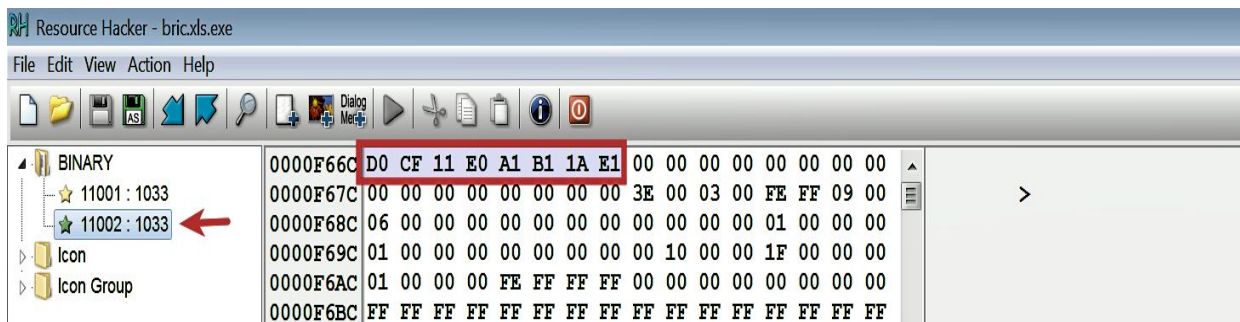 RH Resource Hacker - bric.xls.exe
File Edit View Action Help
AS Dialog Menu
BINARY
11001 : 1033
11002 : 1033
Icon
Icon Group
0000F66C D0 CF 11 E0 A1 B1 1A E1 00 00 00 00 00 00 00 00
0000F67C 00 00 00 00 00 00 00 00 3E 00 03 00 FE FF 09 00
0000F68C 06 00 00 00 00 00 00 00 00 00 00 00 01 00 00 00
0000F69C 01 00 00 00 00 00 00 00 00 10 00 00 1F 00 00 00
0000F6AC 01 00 00 00 FE FF FF FF 00 00 00 00 00 00 00 00
0000F6BC FF FF FF FF FF FF FF FF FF FF FF FF FF FF FF FF
>